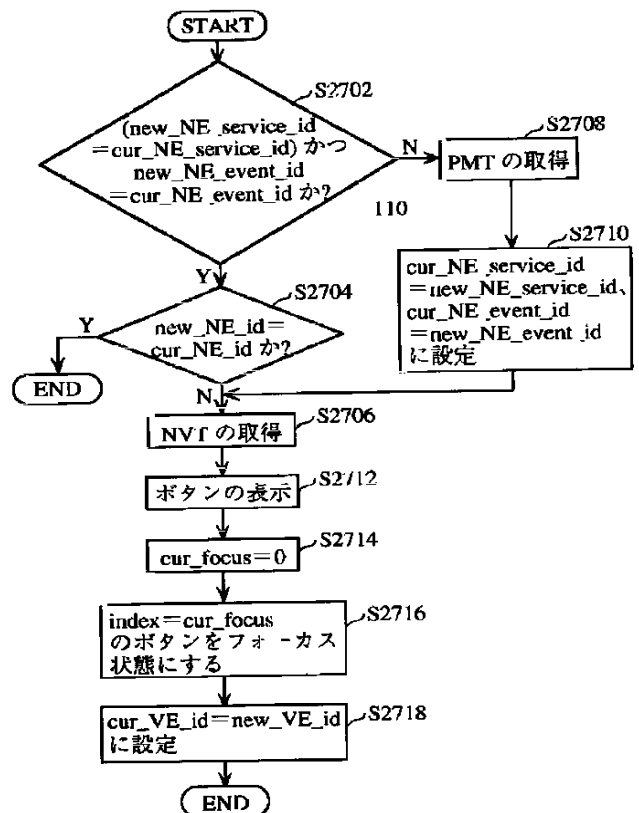 START
S2702
(new_NE_service_id
=cur_NE_service_id) かつ
new_NE_event_id
=cur_NE_event_id か?
N
S2708
PMT の取得
110
S2710
cur_NE_service_id
=new_NE_service_id、
cur_NE_event_id
=new_NE_event_id
に設定
Y
S2704
Y
new_NE_id=
cur_NE_id か?
END
N
S2706
NVT の取得
S2712
ボタンの表示
S2714
cur_focus=0
S2716
index=cur_focus
のボタンをフォーカス
状態にする
S2718
cur_VE_id=new_VE_id
に設定
END